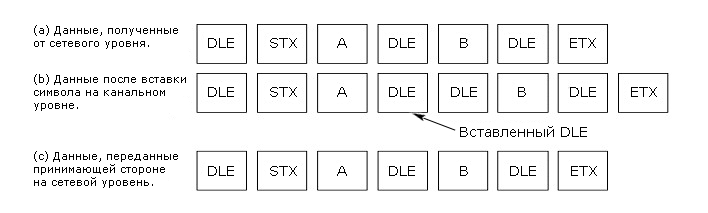 (a) Данные, полученные
от сетевого уровня.
DLE STX A DLE B DLE ETX
(b) Данные после вставки
символа на канальном
уровне.
DLE STX A DLE DLE B DLE ETX
Вставленный DLE
(c) Данные, переданные
принимающей стороне
на сетевой уровень.
DLE STX A DLE B DLE ETX